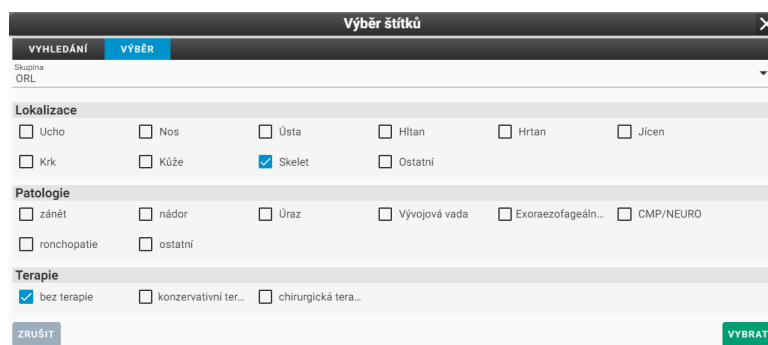 Výběr štítků
VYHLEDÁNÍ VÝBĚR
Skupina
ORL
Lokalizace
Ucho Nos Ústa Hltan Hrtan Jícen
Krk Kůže Skelet Ostatní
Patologie
zánět nádor Úraz Vývojová vada Exoraezofageáln... CMP/NEURO
ronchopatie ostatní
Terapie
bez terapie konzervativní ter... chirurgická tera...
ZRUŠIT VYBRAT